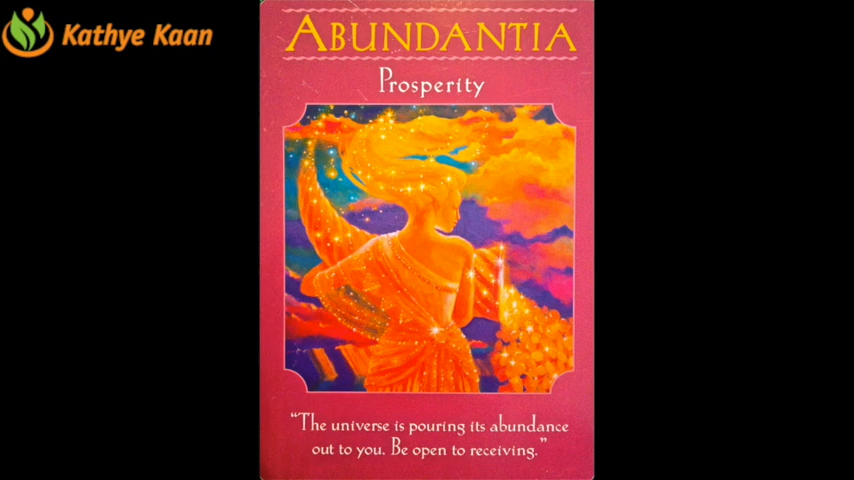 Kathye Kaan
ABUNDANTIA
Prosperity
“The universe is pouring its abundance
out to you. Be open to receiving.”